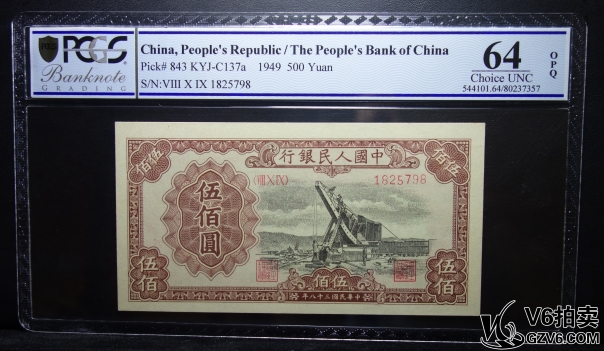 PCGS
Banknote
GRADING
China, People's Republic / The People's Bank of China
Pick# 843 KYJ-C137a 1949 500 Yuan
S/N:VIII X IX 1825798
64
Choice UNC
OPQ
544101.64/80237357
行銀民人國中
伍佰
伍佰
(VIII X IX)
1825798
伍佰圓
伍佰
伍佰
佰伍
年八十三國民華中
V6拍卖
GZV6.COM